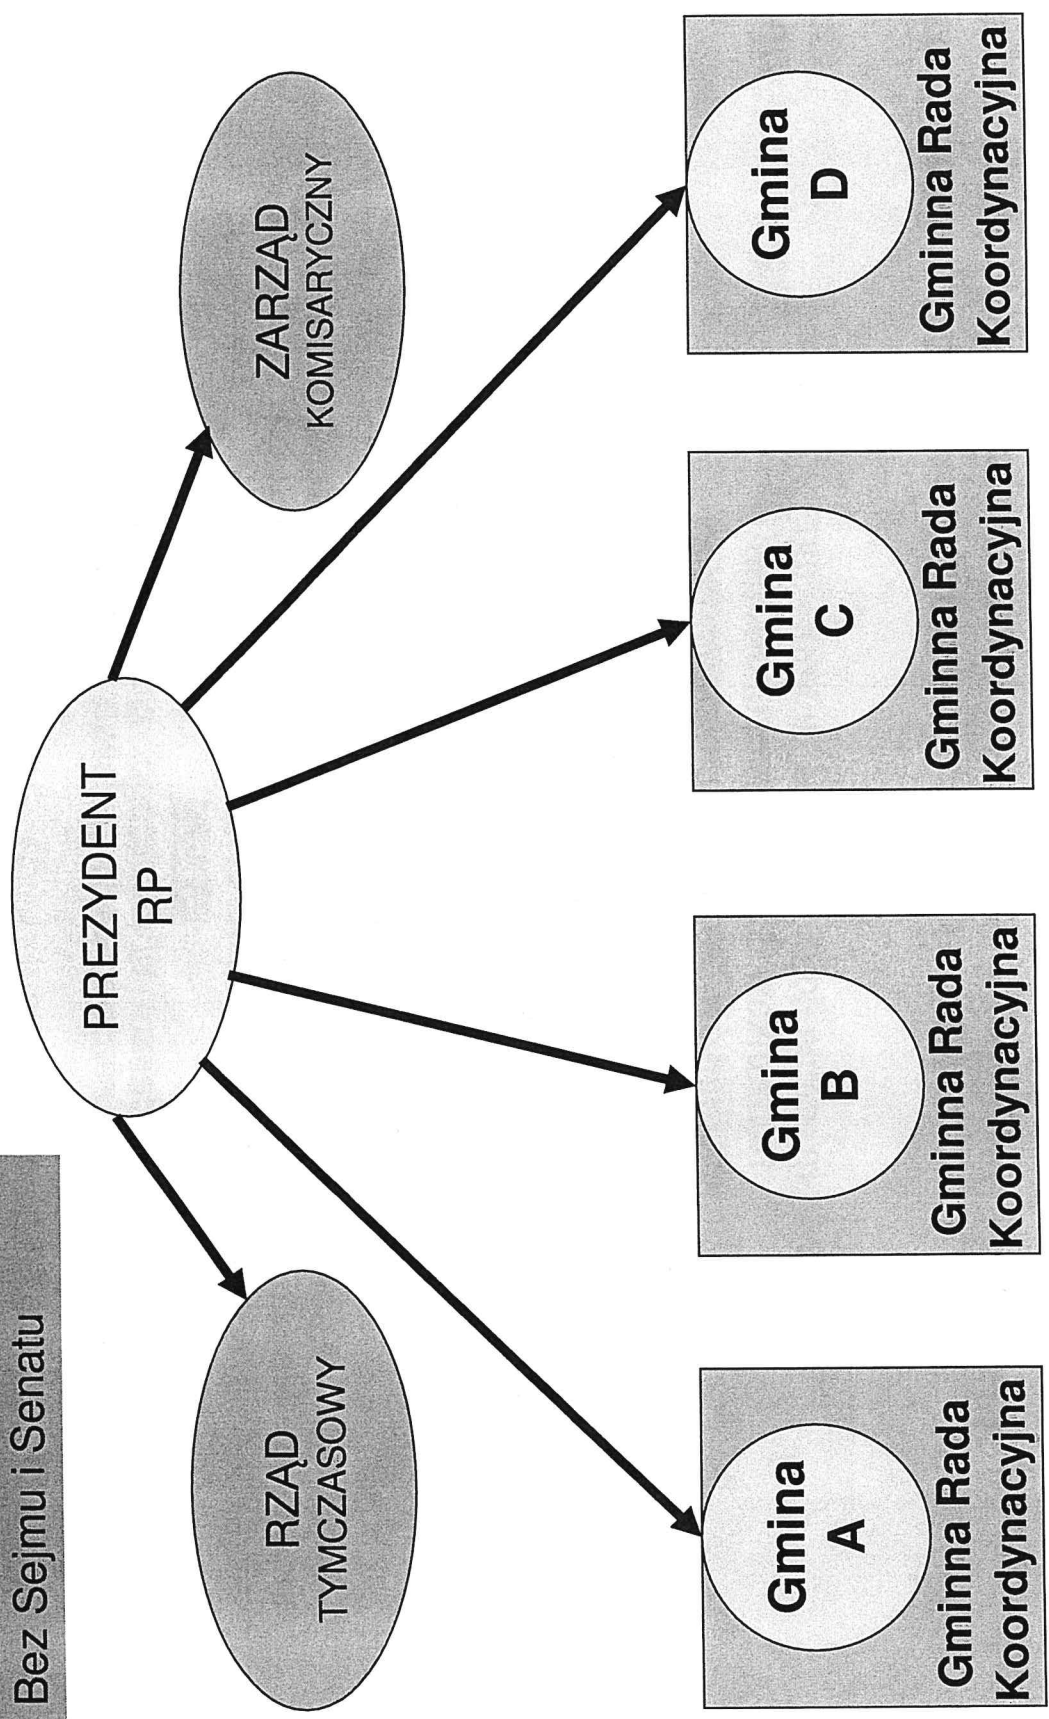 Bez Sejmu i Senatu
PREZYDENT
RP
RZĄD
TYMCZASOWY
ZARZĄD
KOMISARYCZNY
Gmina
A
Gminna Rada
Koordynacyjna
Gmina
B
Gminna Rada
Koordynacyjna
Gmina
C
Gminna Rada
Koordynacyjna
Gmina
D
Gminna Rada
Koordynacyjna